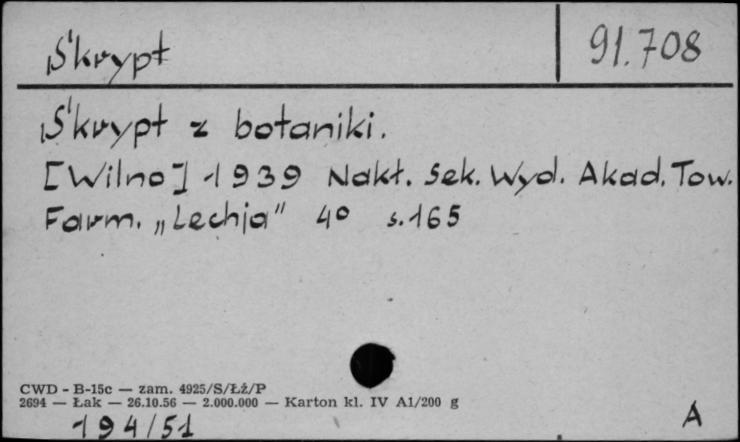 Skrypt 91.708
Skrypt z botaniki.
[Wilno] 1939 Nakł. Sek. Wyd. Akad. Tow.
Farm. „Lechja” 4° s. 165
CWD - B-15c — zam. 4925/S/Łż/P
2694 — Łak — 26.10.56 — 2.000.000 — Karton kl. IV A1/200 g
194/51 A